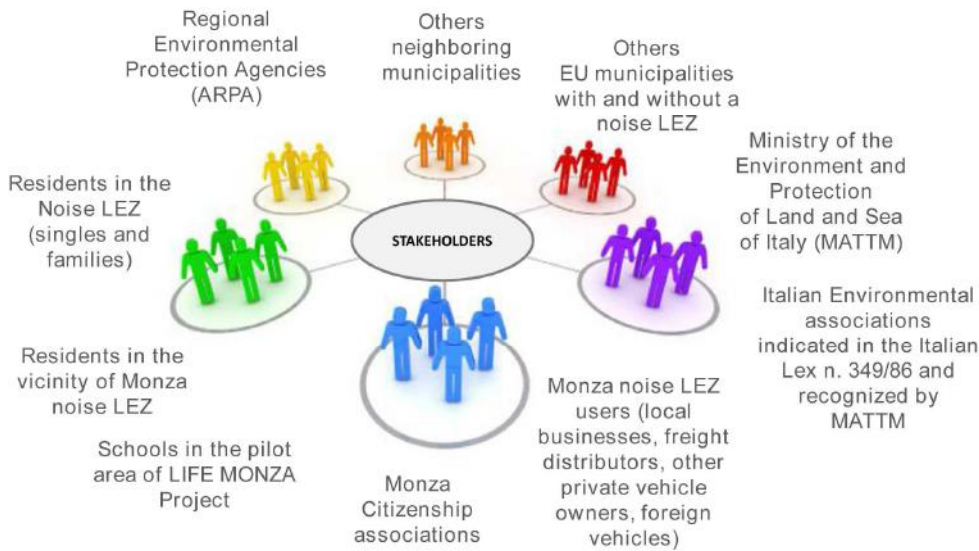 Regional
Environmental
Protection Agencies
(ARPA)
Others
neighboring
municipalities
Others
EU municipalities
with and without a
noise LEZ
Ministry of the
Environment and
Protection
of Land and Sea
of Italy (MATTM)
Residents in the
Noise LEZ
(singles and
families)
STAKEHOLDERS
Italian Environmental
associations
indicated in the Italian
Lex n. 349/86 and
recognized by
MATTM
Residents in the
vicinity of Monza
noise LEZ
Schools in the pilot
area of LIFE MONZA
Project
Monza
Citizenship
associations
Monza noise LEZ
users (local
businesses, freight
distributors, other
private vehicle
owners, foreign
vehicles)